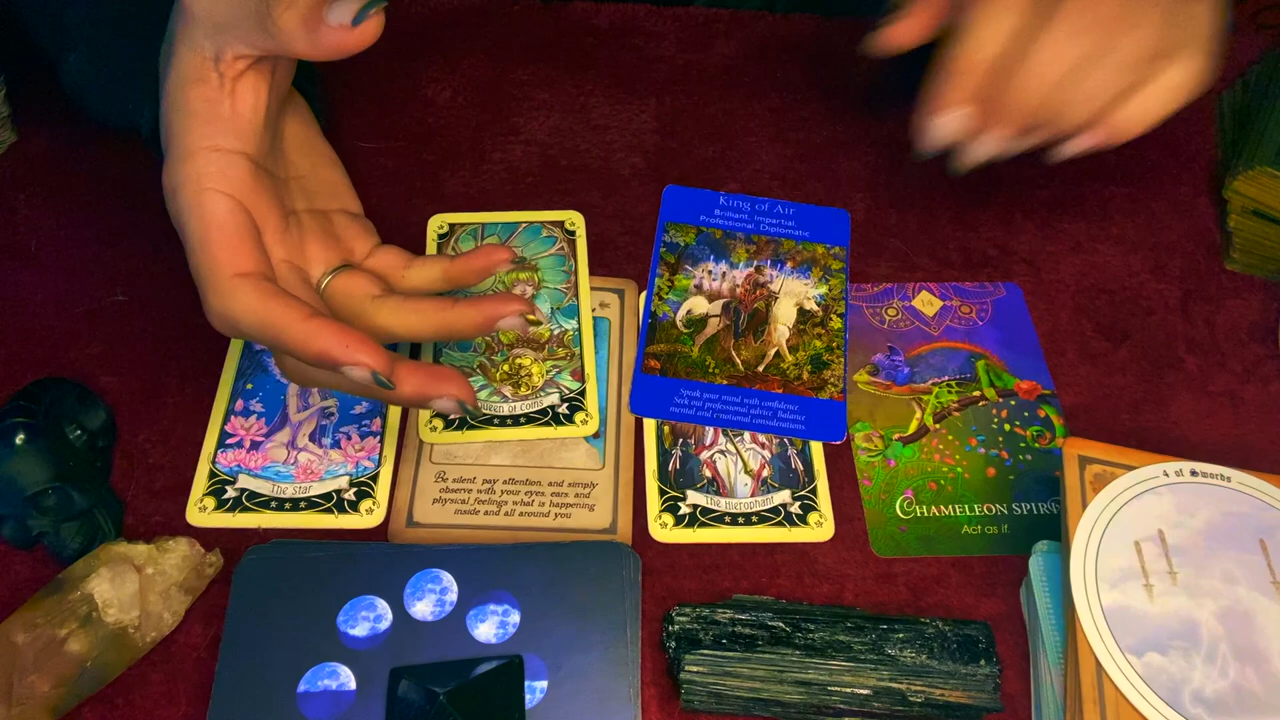 King of Air
Brilliant, Impartial,
Professional, Diplomatic
Speak your mind with confidence.
Seek out professional advice. Balance
mental and emotional considerations.
Queen of Coins
The Star
Be silent, pay attention, and simply
observe with your eyes, ears, and
physical feelings what is happening
inside and all around you
The Hierophant
14
CHAMELEON SPIRIT
Act as if.
4 of Swords